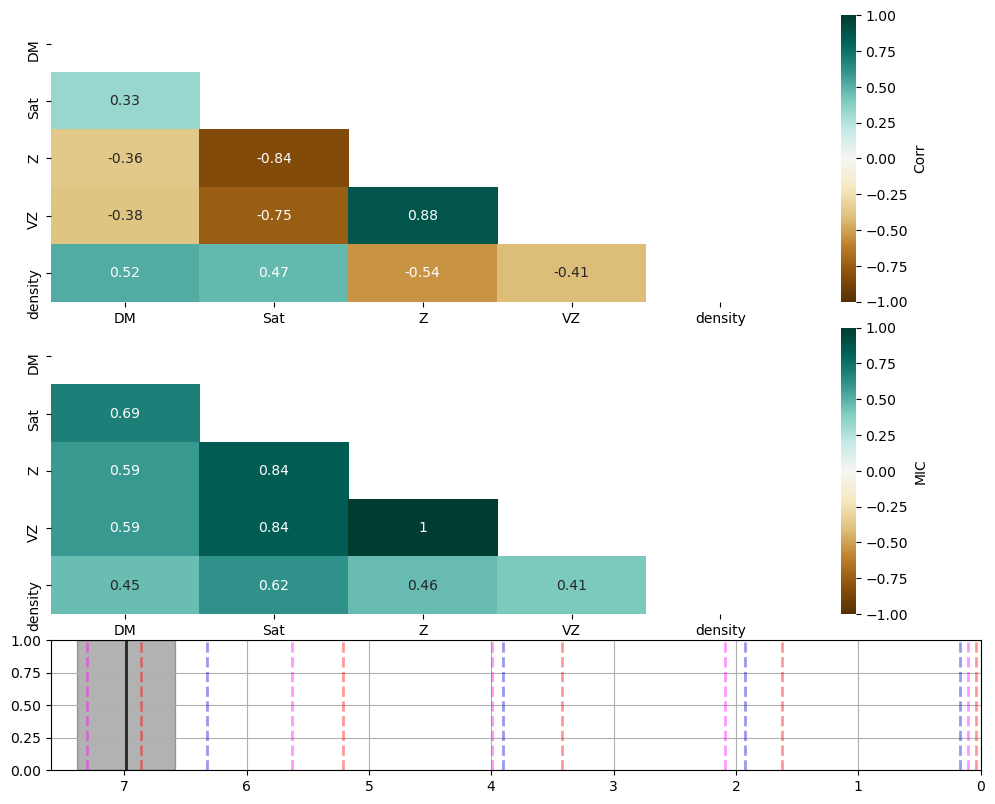 DM
Sat
Z
VZ
density
0.33
-0.36 -0.84
-0.38 -0.75 0.88
0.52 0.47 -0.54 -0.41
DM Sat Z VZ density
1.00
0.75
0.50
0.25
0.00
−0.25
−0.50
−0.75
−1.00
Corr
DM
Sat
Z
VZ
density
0.69
0.59 0.84
0.59 0.84 1
0.45 0.62 0.46 0.41
DM Sat Z VZ density
1.00
0.75
0.50
0.25
0.00
−0.25
−0.50
−0.75
−1.00
MIC
1.00
0.75
0.50
0.25
0.00
7 6 5 4 3 2 1 0